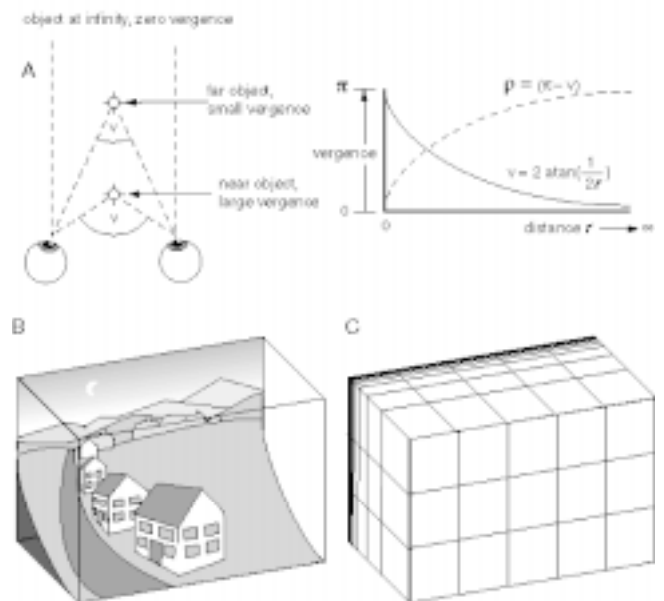 object at infinity, zero vergence
A
far object,
small vergence
v
near object,
large vergence
v
π
ρ = (π − v)
vergence
v = 2 atan(1/2r)
0
0
distance r → ∞
B
C